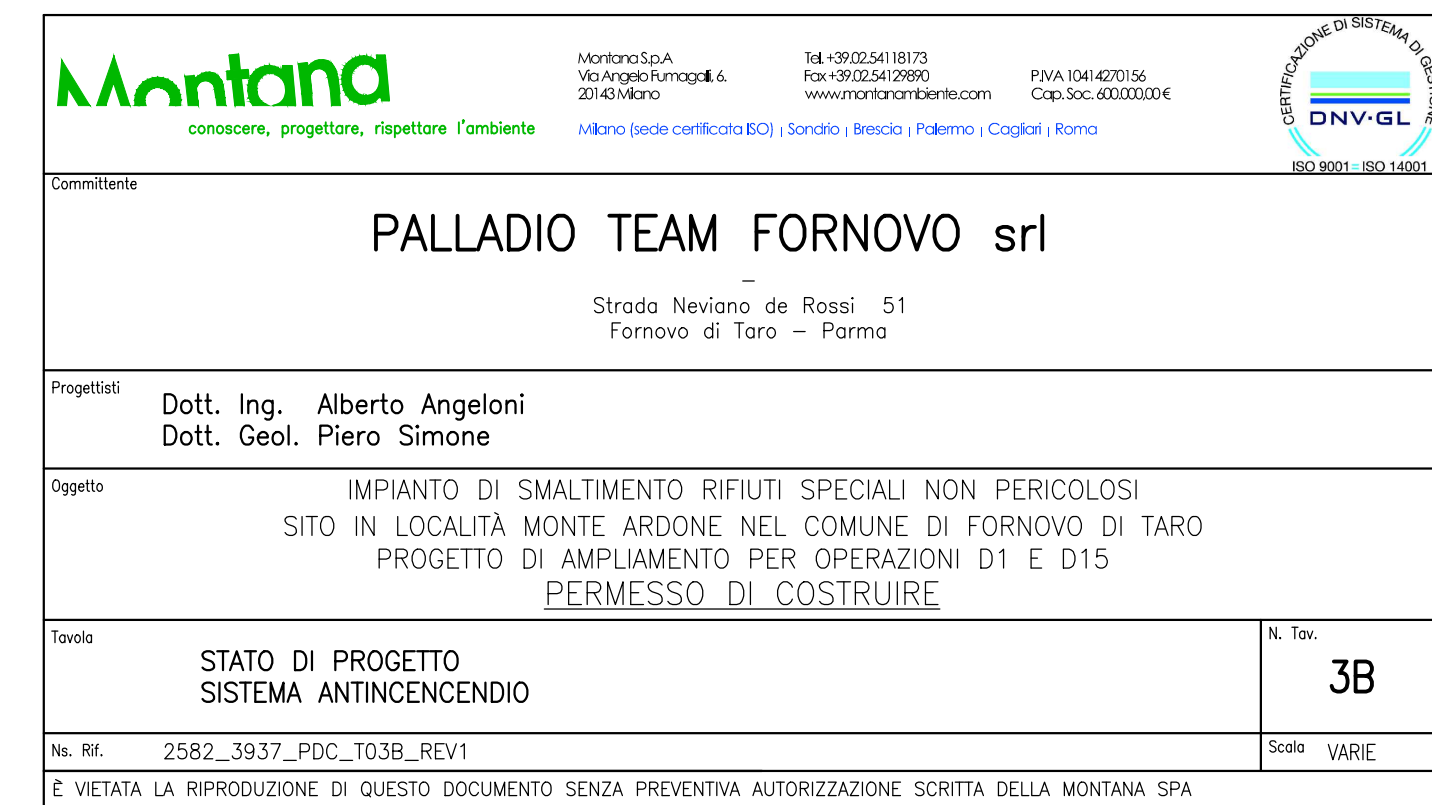 Montana
conoscere, progettare, rispettare l'ambiente
Montana S.p.A
Via Angelo Fumagalli, 6.
20143 Milano
Tel. +39.02.54118173
Fax +39.02.54129890
www.montanambiente.com
P.IVA 10414270156
Cap. Soc. 600.000,00 €
Milano (sede certificata ISO) | Sondrio | Brescia | Palermo | Cagliari | Roma
CERTIFICAZIONE DI SISTEMA DI GESTIONE
DNV·GL
ISO 9001 = ISO 14001
Committente
PALLADIO TEAM FORNOVO srl
–
Strada Neviano de Rossi 51
Fornovo di Taro – Parma
Progettisti
Dott. Ing. Alberto Angeloni
Dott. Geol. Piero Simone
Oggetto
IMPIANTO DI SMALTIMENTO RIFIUTI SPECIALI NON PERICOLOSI
SITO IN LOCALITÀ MONTE ARDONE NEL COMUNE DI FORNOVO DI TARO
PROGETTO DI AMPLIAMENTO PER OPERAZIONI D1 E D15
PERMESSO DI COSTRUIRE
Tavola
STATO DI PROGETTO
SISTEMA ANTINCENCENDIO
N. Tav.
3B
Ns. Rif. 2582_3937_PDC_T03B_REV1
Scala VARIE
È VIETATA LA RIPRODUZIONE DI QUESTO DOCUMENTO SENZA PREVENTIVA AUTORIZZAZIONE SCRITTA DELLA MONTANA SPA